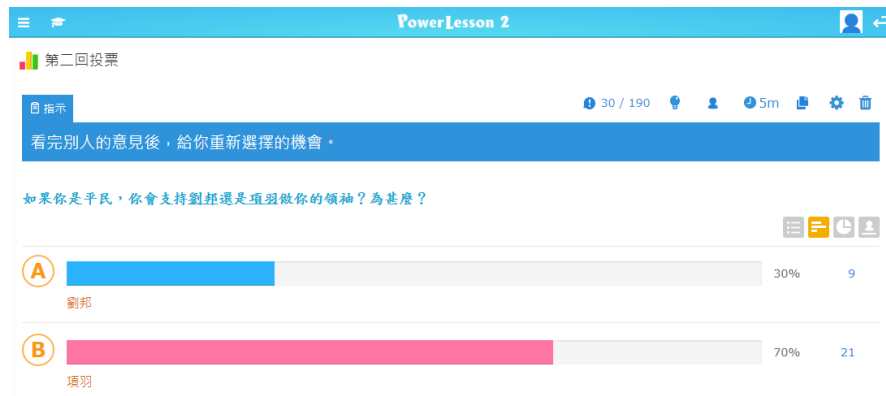 PowerLesson 2
第二回投票
指示
30 / 190
5m
看完別人的意見後，給你重新選擇的機會。
如果你是平民，你會支持劉邦還是項羽做你的領袖？為甚麼？
A
30%
9
劉邦
B
70%
21
項羽